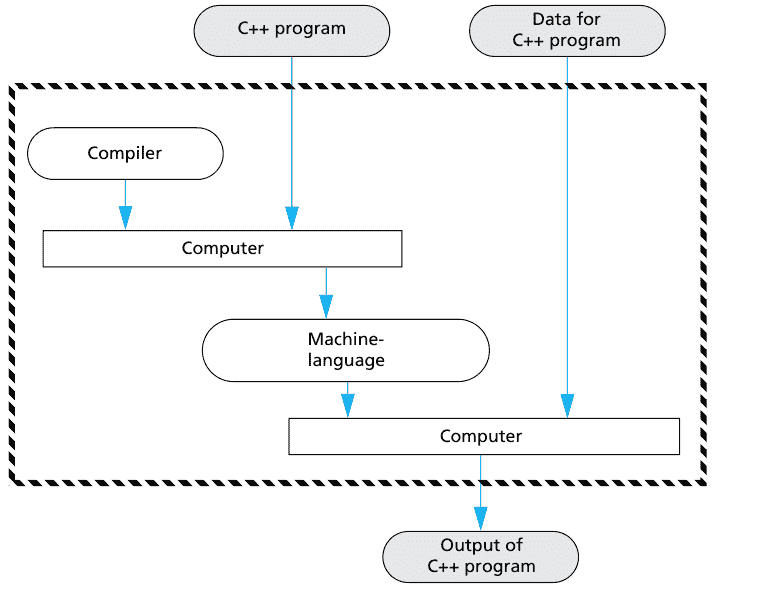 C++ program
Data for
C++ program
Compiler
Computer
Machine-
language
Computer
Output of
C++ program